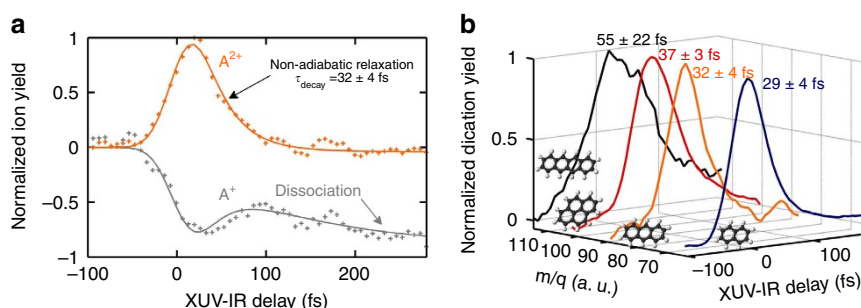 a
Normalized ion yield
1
0.5
0
−0.5
−1
A2+
Non-adiabatic relaxation
τdecay =32 ± 4 fs
A+
Dissociation
−100
0
100
200
XUV-IR delay (fs)
b
Normalized dication yield
1
0.5
0
55 ± 22 fs
37 ± 3 fs
32 ± 4 fs
29 ± 4 fs
110
100
90
80
70
m/q (a. u.)
−100
0
100
XUV-IR delay (fs)